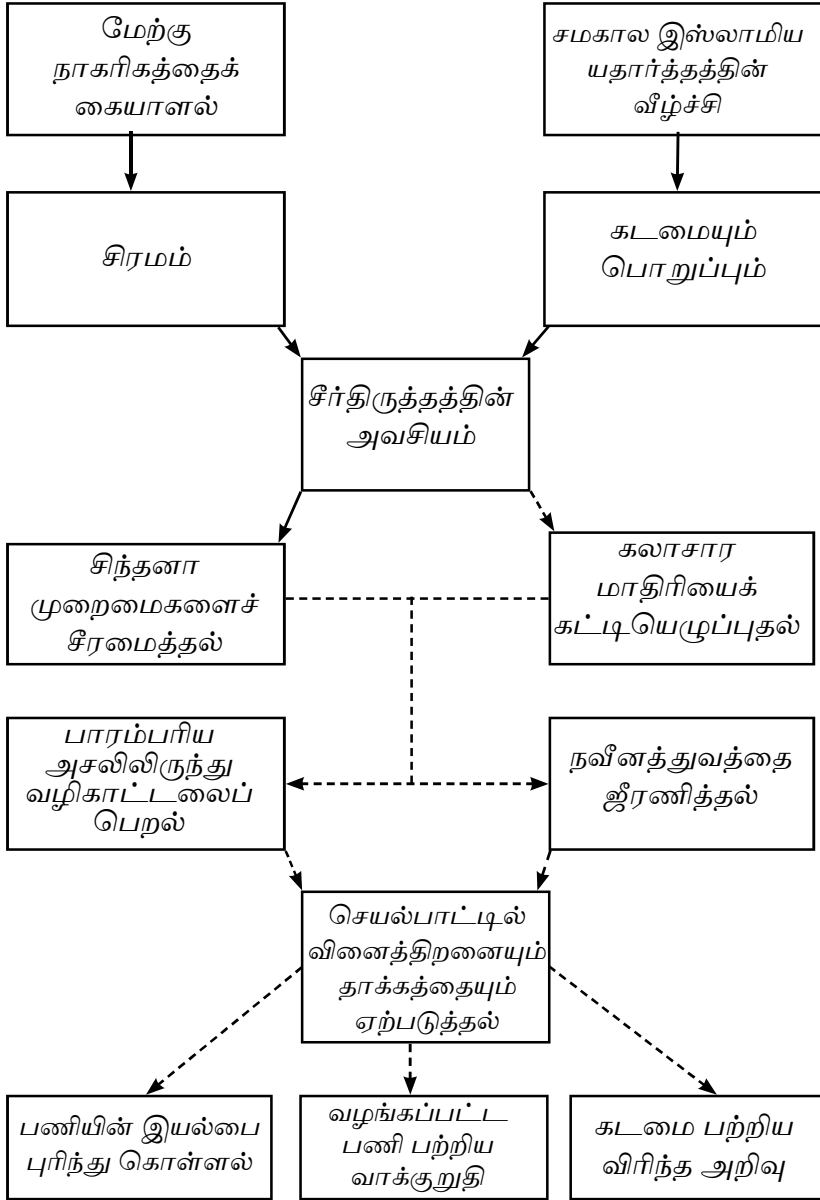 மேற்கு
நாகரிகத்தைக்
கையாளல்
சமகால இஸ்லாமிய
யதார்த்தத்தின்
வீழ்ச்சி
சிரமம்
கடமையும்
பொறுப்பும்
சீர்திருத்தத்தின்
அவசியம்
சிந்தனா
முறைமைகளைச்
சீரமைத்தல்
கலாசார
மாதிரியைக்
கட்டியெழுப்புதல்
பாரம்பரிய
அசலிலிருந்து
வழிகாட்டலைப்
பெறல்
நவீனத்துவத்தை
ஜீரணித்தல்
செயல்பாட்டில்
வினைத்திறனையும்
தாக்கத்தையும்
ஏற்படுத்தல்
பணியின் இயல்பை
புரிந்து கொள்ளல்
வழங்கப்பட்ட
பணி பற்றிய
வாக்குறுதி
கடமை பற்றிய
விரிந்த அறிவு